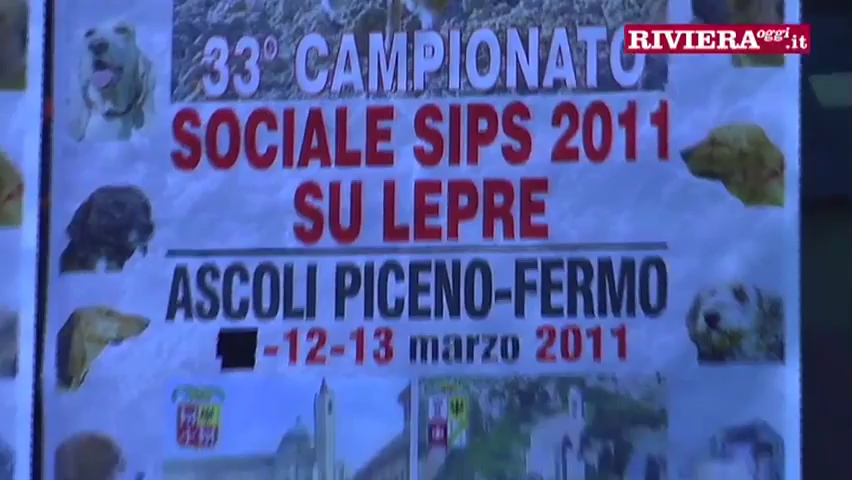 RIVIERAoggi.it
33° CAMPIONATO
SOCIALE SIPS 2011
SU LEPRE
ASCOLI PICENO-FERMO
-12-13 marzo 2011